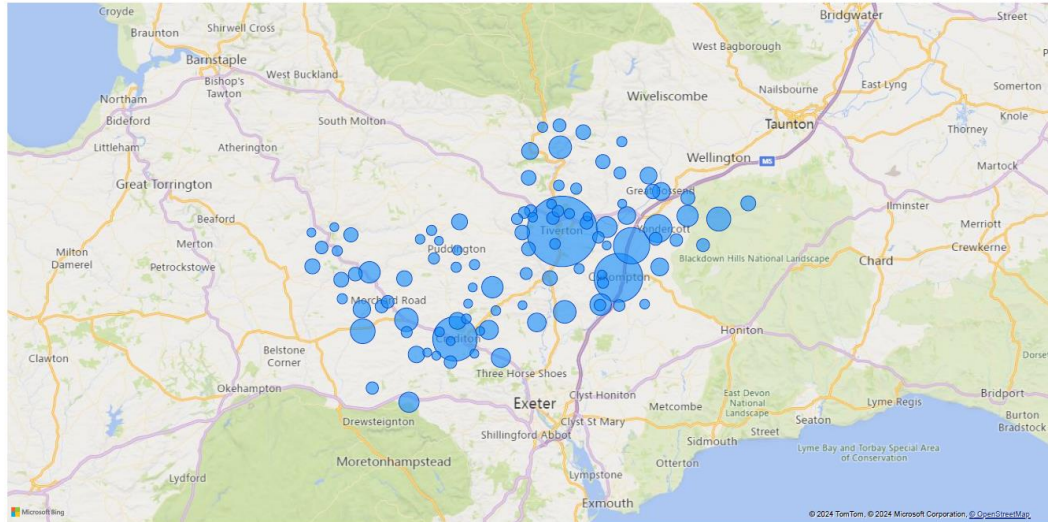 Croyde
Braunton
Shirwell Cross
Bridgwater
Street
Barnstaple
West Bagborough
Bishop's
Tawton
West Buckland
East Lyng
Somerton
Northam
Nailsbourne
Bideford
Wiveliscombe
Knole
South Molton
Taunton
Thorney
Littleham
Atherington
Wellington
M5
Martock
Great Torrington
Ilminster
Beaford
Merriott
Tiverton
Yondercott
Crewkerne
Milton
Damerel
Merton
Puddington
Blackdown Hills National Landscape
Chard
Petrockstowe
Cullompton
Morchard Road
Honiton
Crediton
Clawton
Belstone
Corner
Dorset
Three Horse Shoes
Okehampton
East Devon
National
Landscape
Clyst Honiton
Lyme Regis
Bridport
Exeter
Metcombe
Drewsteignton
Clyst St Mary
Seaton
Burton
Bradstock
Street
Shillingford Abbot
Sidmouth
Lyme Bay and Torbay Special Area
of Conservation
Moretonhampstead
Otterton
Lydford
Lympstone
Exmouth
Microsoft Bing
© 2024 TomTom, © 2024 Microsoft Corporation, © OpenStreetMap